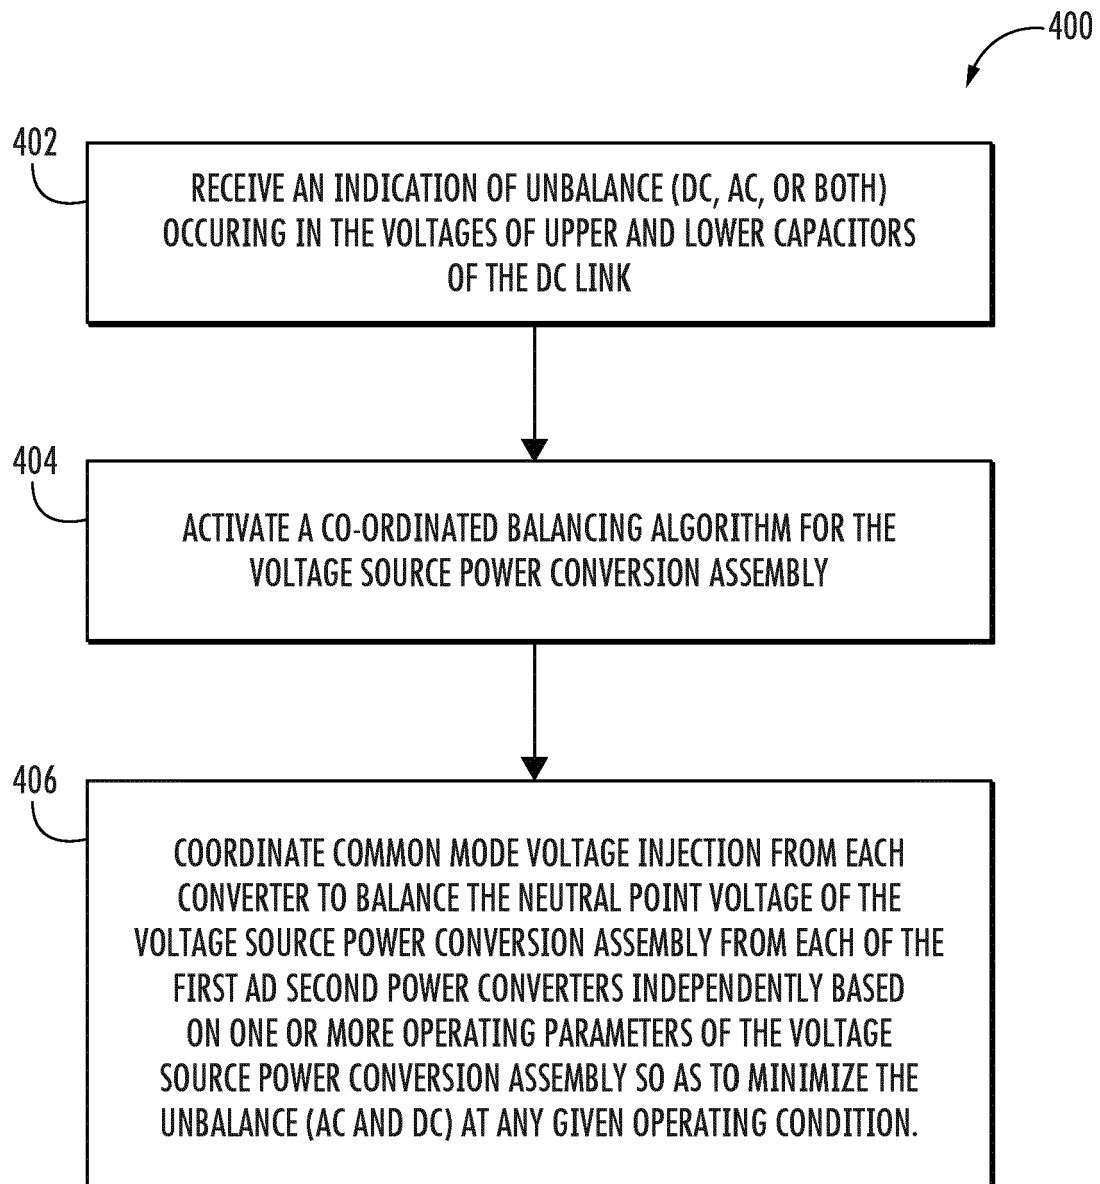 400
402
RECEIVE AN INDICATION OF UNBALANCE (DC, AC, OR BOTH)
OCCURING IN THE VOLTAGES OF UPPER AND LOWER CAPACITORS
OF THE DC LINK
404
ACTIVATE A CO-ORDINATED BALANCING ALGORITHM FOR THE
VOLTAGE SOURCE POWER CONVERSION ASSEMBLY
406
COORDINATE COMMON MODE VOLTAGE INJECTION FROM EACH
CONVERTER TO BALANCE THE NEUTRAL POINT VOLTAGE OF THE
VOLTAGE SOURCE POWER CONVERSION ASSEMBLY FROM EACH OF THE
FIRST AD SECOND POWER CONVERTERS INDEPENDENTLY BASED
ON ONE OR MORE OPERATING PARAMETERS OF THE VOLTAGE
SOURCE POWER CONVERSION ASSEMBLY SO AS TO MINIMIZE THE
UNBALANCE (AC AND DC) AT ANY GIVEN OPERATING CONDITION.